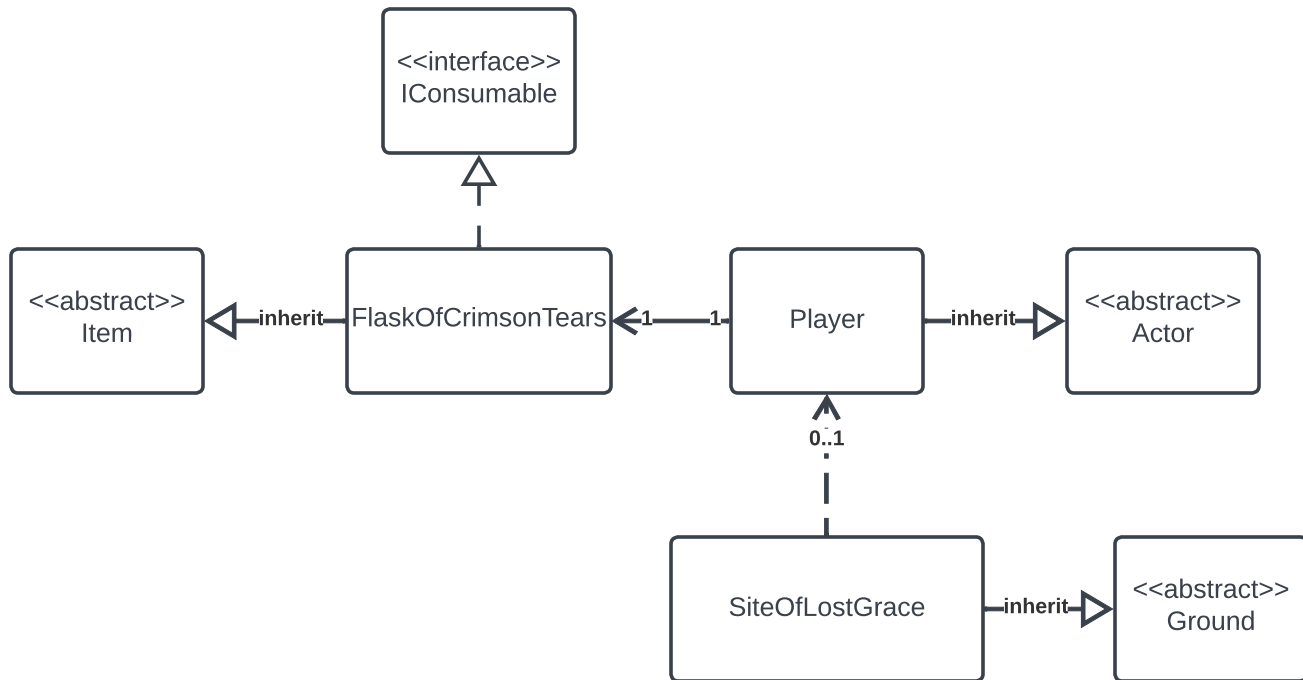 <<interface>>
IConsumable
<<abstract>>
Item
inherit
FlaskOfCrimsonTears
1
1
Player
inherit
<<abstract>>
Actor
0..1
SiteOfLostGrace
inherit
<<abstract>>
Ground